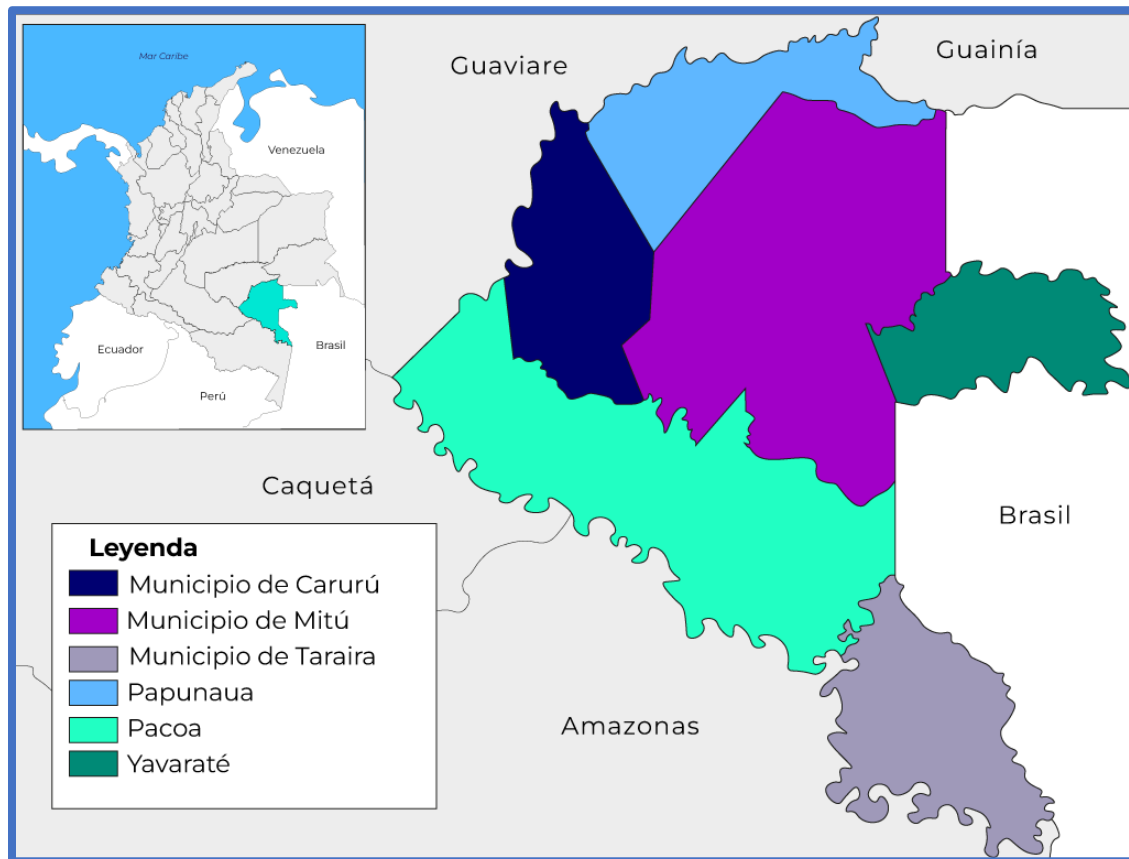 Mar Caribe
Venezuela
Ecuador
Brasil
Perú
Guaviare
Guainía
Caquetá
Brasil
Amazonas
Leyenda
Municipio de Carurú
Municipio de Mitú
Municipio de Taraira
Papunaua
Pacoa
Yavaraté